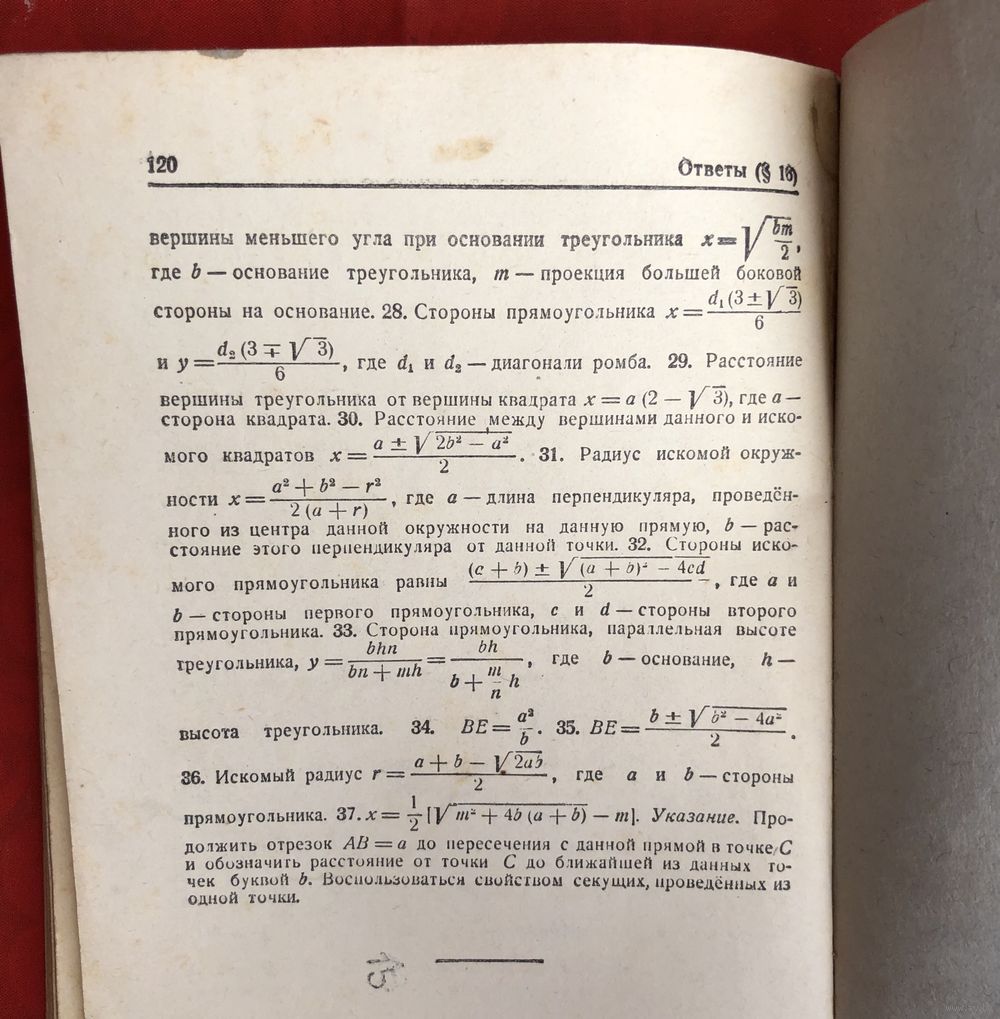 120 Ответы (§ 16)
вершины меньшего угла при основании треугольника x = √(bm/2),
где b — основание треугольника, m — проекция большей боковой
стороны на основание. 28. Стороны прямоугольника x = d₁(3 ± √3)/6
и y = d₂(3 ∓ √3)/6, где d₁ и d₂ — диагонали ромба. 29. Расстояние
вершины треугольника от вершины квадрата x = a (2 — √3), где a —
сторона квадрата. 30. Расстояние между вершинами данного и иско-
мого квадратов x = (a ± √(2b² — a²))/2. 31. Радиус искомой окруж-
ности x = (a² + b² — r²)/(2 (a + r)), где a — длина перпендикуляра, проведён-
ного из центра данной окружности на данную прямую, b — рас-
стояние этого перпендикуляра от данной точки. 32. Стороны иско-
мого прямоугольника равны ((c + b) ± √((a + b)² — 4cd))/2, где a и
b — стороны первого прямоугольника, c и d — стороны второго
прямоугольника. 33. Сторона прямоугольника, параллельная высоте
треугольника, y = bhn/(bn + mh) = bh/(b + (m/n) h), где b — основание, h —
высота треугольника. 34. BE = a²/b. 35. BE = (b ± √(b² — 4a²))/2.
36. Искомый радиус r = (a + b — √(2ab))/2, где a и b — стороны
прямоугольника. 37. x = 1/2 [√(m² + 4b (a + b)) — m]. Указание. Про-
должить отрезок AB = a до пересечения с данной прямой в точке C
и обозначить расстояние от точки C до ближайшей из данных то-
чек буквой b. Воспользоваться свойством секущих, проведённых из
одной точки.
15